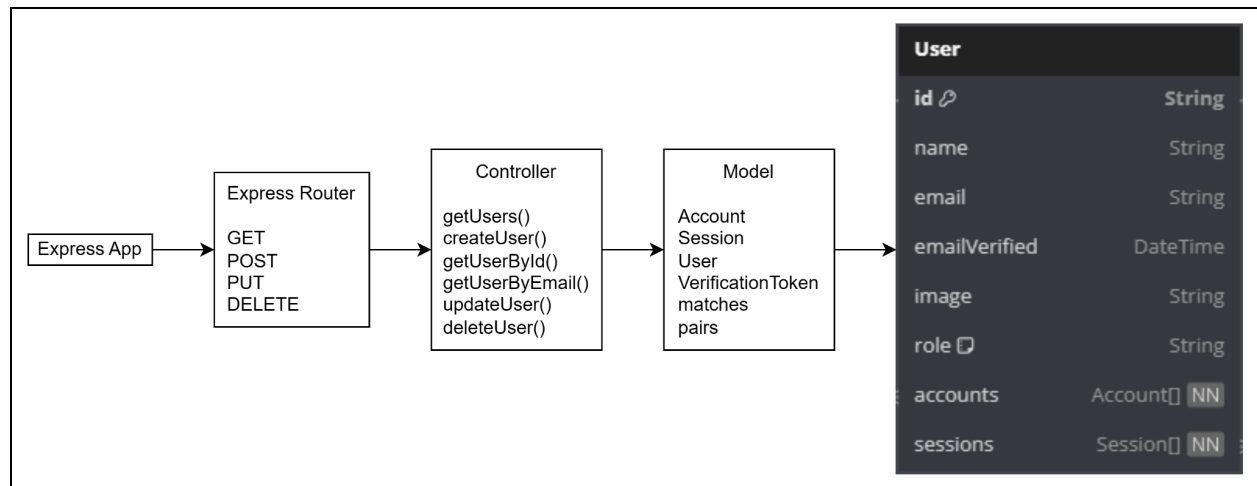 Express App
Express Router
GET
POST
PUT
DELETE
Controller
getUsers()
createUser()
getUserById()
getUserByEmail()
updateUser()
deleteUser()
Model
Account
Session
User
VerificationToken
matches
pairs
User
id String
name String
email String
emailVerified DateTime
image String
role String
accounts Account[] NN
sessions Session[] NN